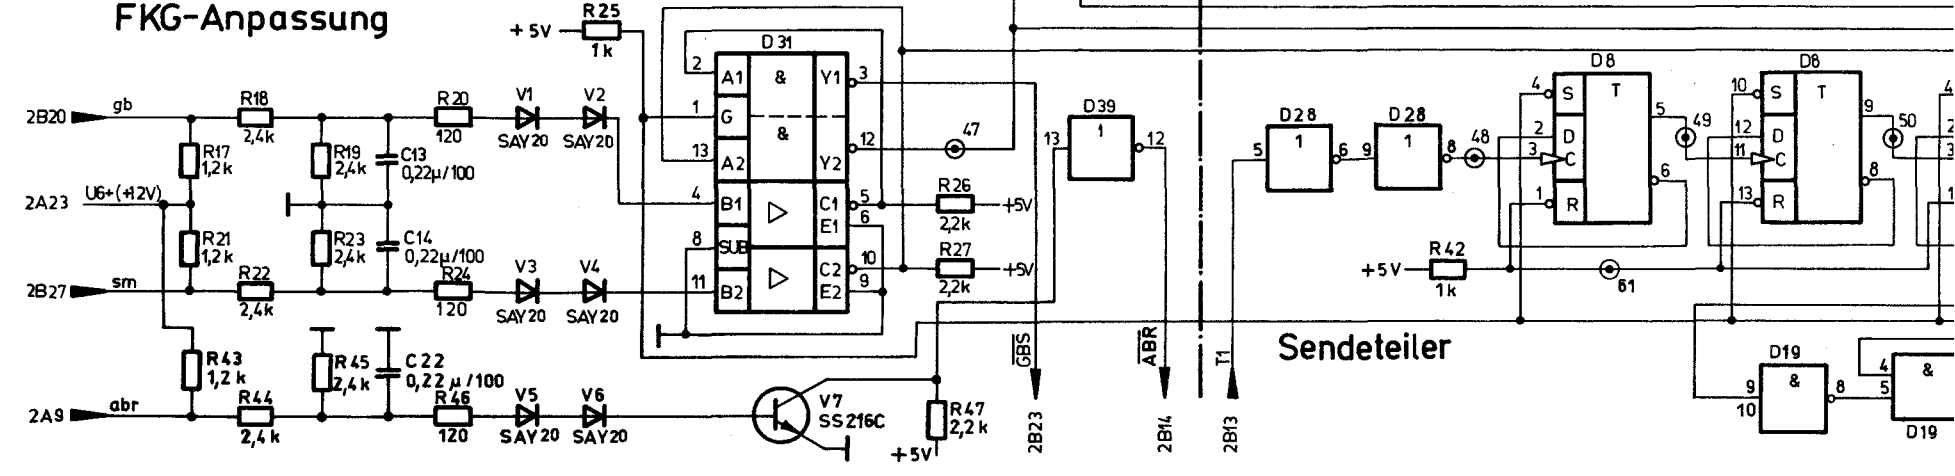 FKG-Anpassung
R25
+5V
1k
D31
2
A1
&
Y1
3
1
G
&
13
A2
Y2
12
47
4
B1
▷
C1
5
E1
6
8
SUB
11
B2
▷
C2
10
E2
9
2B20
gb
R18
2,4k
R20
120
V1
SAY20
V2
SAY20
R17
1,2k
R19
2,4k
C13
0,22µ/100
2A23
U6+(+12V)
R21
1,2k
R23
2,4k
C14
0,22µ/100
2B27
sm
R22
2,4k
R24
120
V3
SAY20
V4
SAY20
R26
2,2k
+5V
R27
2,2k
+5V
R43
1,2k
R45
2,4k
C22
0,22µ/100
2A9
abr
R44
2,4k
R46
120
V5
SAY20
V6
SAY20
V7
SS216C
R47
2,2k
+5V
D39
13
1
12
GBS
2B23
ABR
2B14
T1
2B13
Sendeteiler
D28
5
1
6
D28
9
1
8
48
D8
4
S
T
5
2
D
3
C
6
1
R
49
D8
10
S
T
9
12
D
11
C
8
13
R
50
4
2
3
1
R42
+5V
1k
61
D19
9
&
8
10
4
&
5
D19